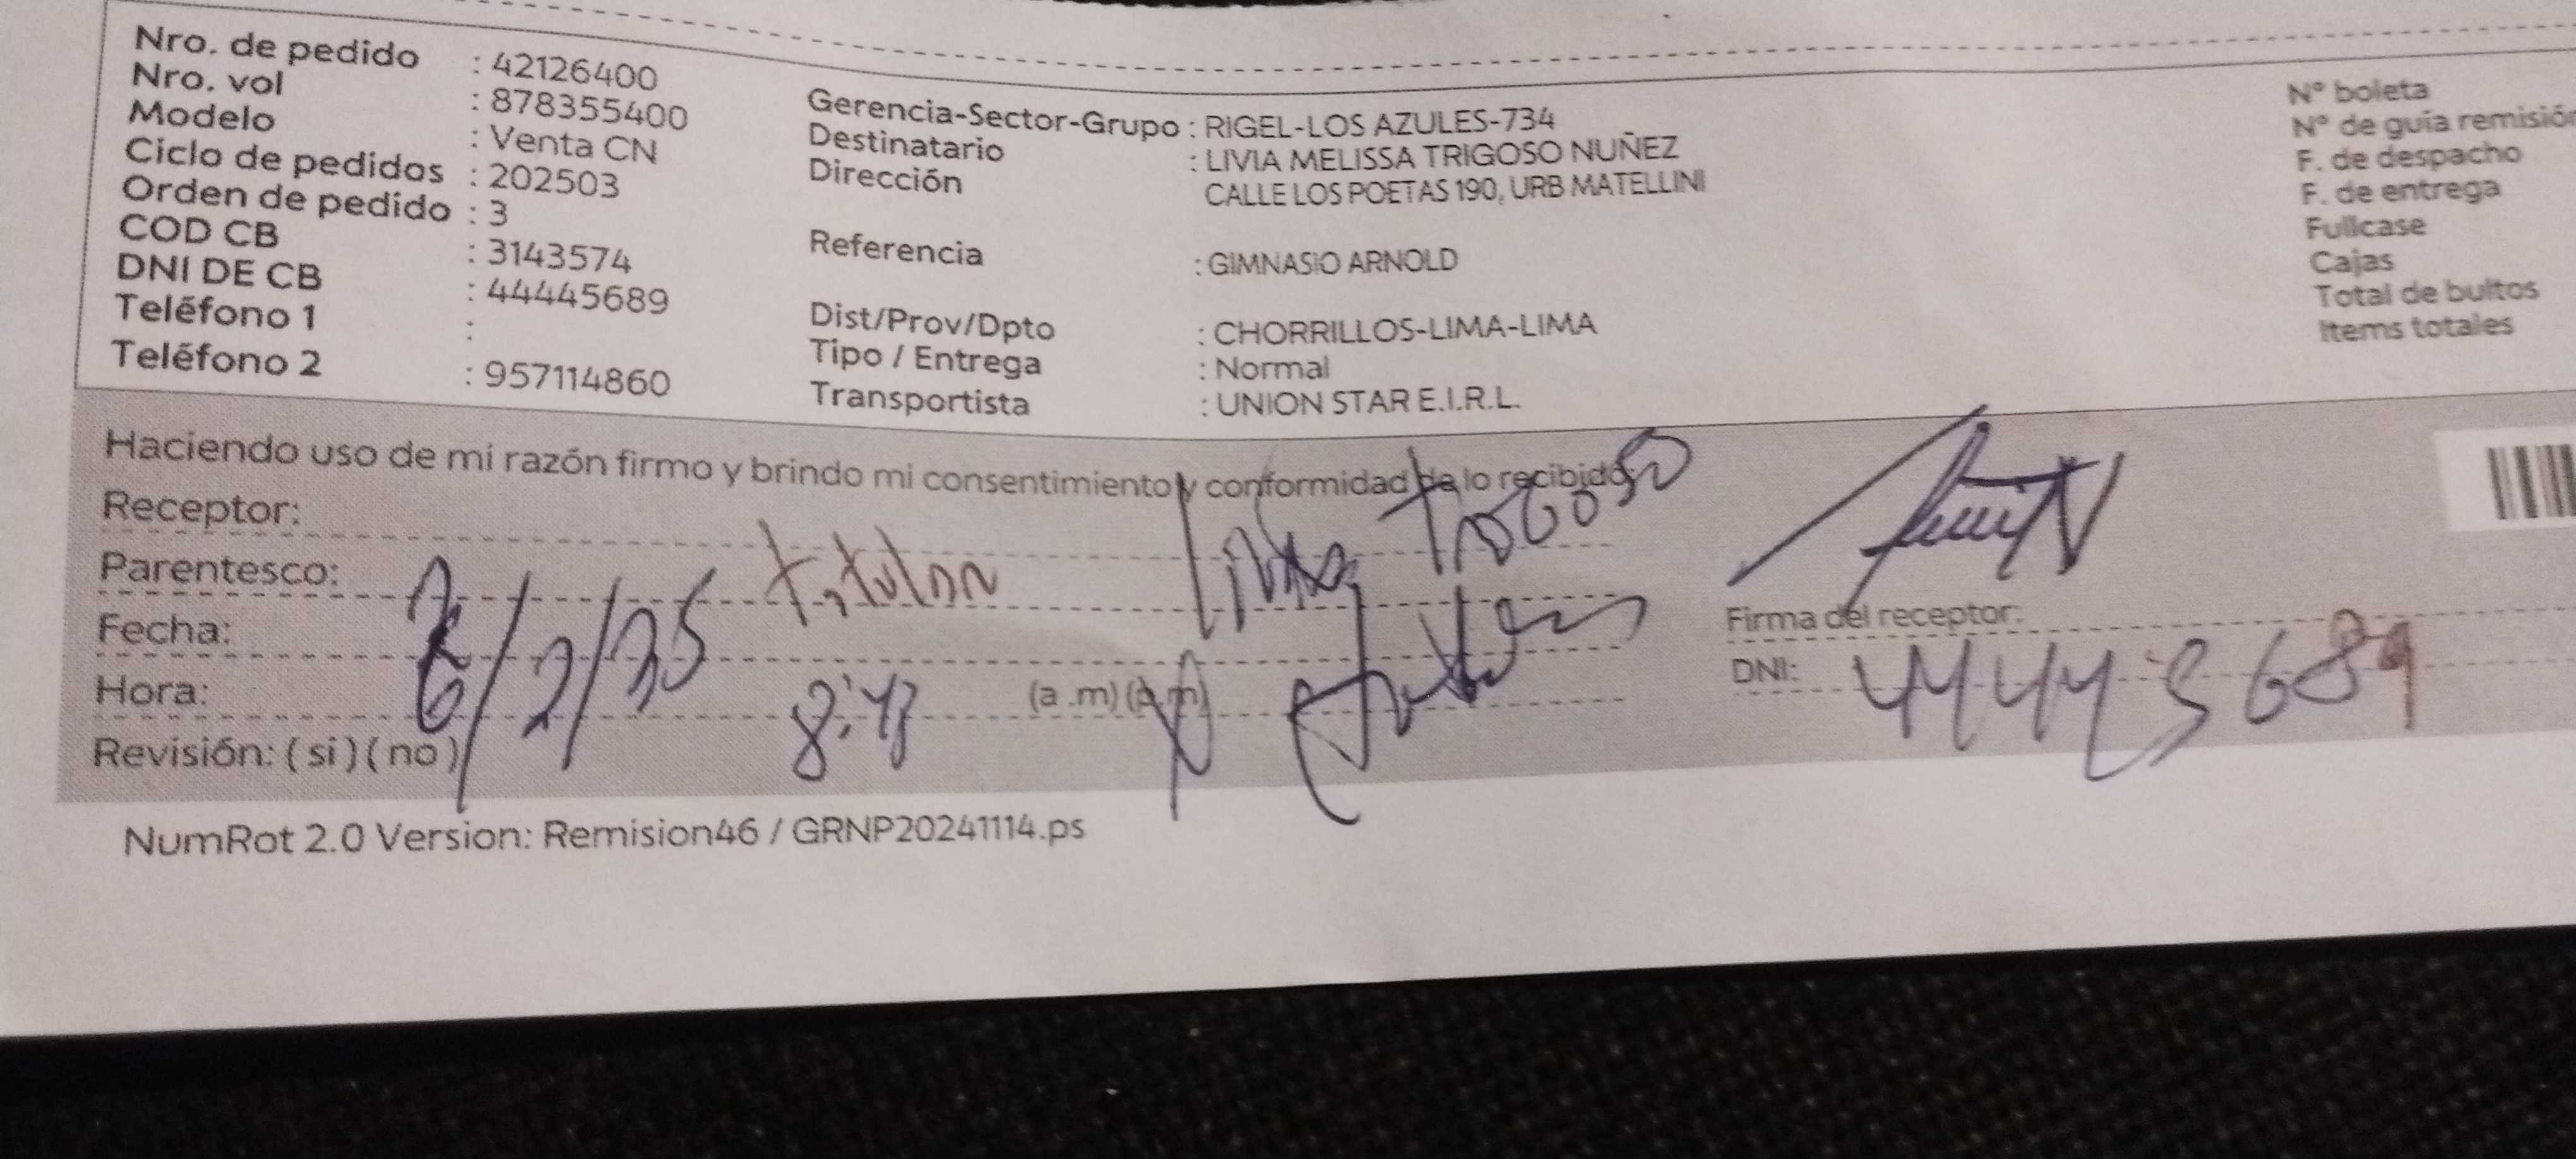 Nro. de pedido : 42126400
Nro. vol : 878355400
Modelo : Venta CN
Ciclo de pedidos : 202503
Orden de pedido : 3
COD CB : 3143574
DNI DE CB : 44445689
Teléfono 1 :
Teléfono 2 : 957114860
Gerencia-Sector-Grupo : RIGEL-LOS AZULES-734
Destinatario : LIVIA MELISSA TRIGOSO NUÑEZ
Dirección CALLE LOS POETAS 190, URB MATELLINI
Referencia : GIMNASIO ARNOLD
Dist/Prov/Dpto : CHORRILLOS-LIMA-LIMA
Tipo / Entrega : Normal
Transportista : UNION STAR E.I.R.L.
N° boleta
N° de guía remisión
F. de despacho
F. de entrega
Fullcase
Cajas
Total de bultos
Items totales
Haciendo uso de mi razón firmo y brindo mi consentimiento y conformidad de lo recibido:
Receptor: Trigoso
Parentesco: titular
Fecha: /2/25
Hora: 8:43 (a .m) (p.m)
Revisión: ( si ) ( no )
Firma del receptor:
DNI: 44445689
NumRot 2.0 Version: Remision46 / GRNP20241114.ps